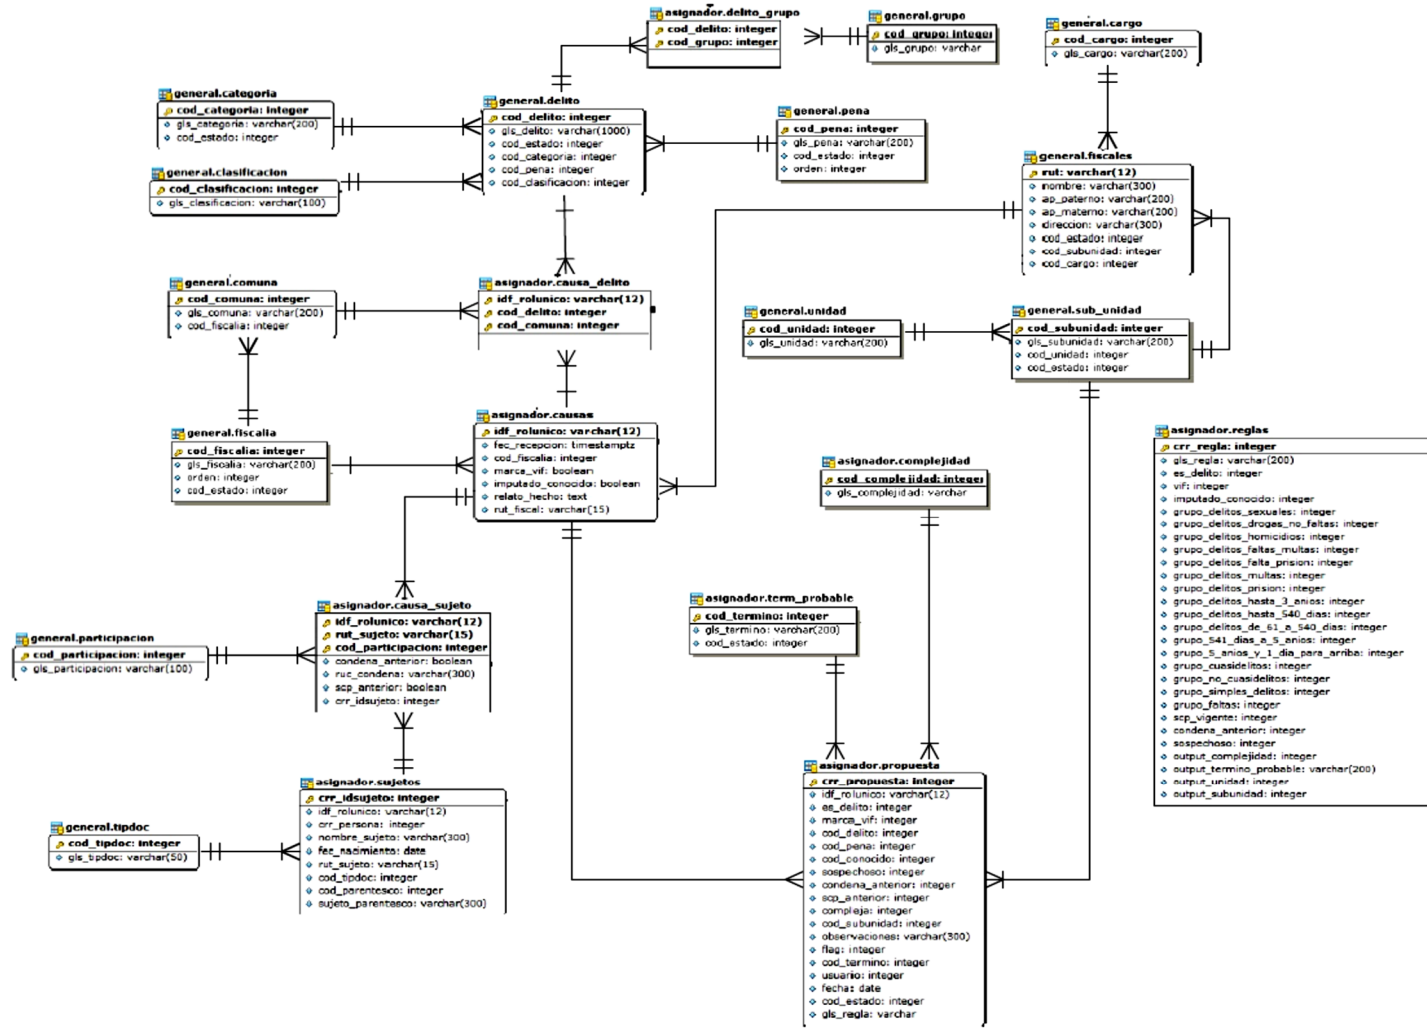 asignador.delito_grupo
cod_delito: integer
cod_grupo: integer
general.grupo
cod_grupo: integer
gls_grupo: varchar
general.cargo
cod_cargo: integer
gls_cargo: varchar(200)
general.categoria
cod_categoria: integer
gls_categoria: varchar(200)
cod_estado: integer
general.delito
cod_delito: integer
gls_delito: varchar(1000)
cod_estado: integer
cod_categoria: integer
cod_pena: integer
cod_clasificacion: integer
general.pena
cod_pena: integer
gls_pena: varchar(200)
cod_estado: integer
orden: integer
general.clasificacion
cod_clasificacion: integer
gls_clasificacion: varchar(100)
general.fiscales
rut: varchar(12)
nombre: varchar(300)
ap_paterno: varchar(200)
ap_materno: varchar(200)
direccion: varchar(300)
cod_estado: integer
cod_subunidad: integer
cod_cargo: integer
general.comuna
cod_comuna: integer
gls_comuna: varchar(200)
cod_fiscalia: integer
asignador.causa_delito
idf_rolunico: varchar(12)
cod_delito: integer
cod_comuna: integer
general.unidad
cod_unidad: integer
gls_unidad: varchar(200)
general.sub_unidad
cod_subunidad: integer
gls_subunidad: varchar(200)
cod_unidad: integer
cod_estado: integer
general.fiscalia
cod_fiscalia: integer
gls_fiscalia: varchar(200)
orden: integer
cod_estado: integer
asignador.causas
idf_rolunico: varchar(12)
fec_recepcion: timestamptz
cod_fiscalia: integer
marca_vif: boolean
imputado_conocido: boolean
relato_hecho: text
rut_fiscal: varchar(15)
asignador.complejidad
cod_complejidad: integer
gls_complejidad: varchar
asignador.reglas
crr_regla: integer
gls_regla: varchar(200)
es_delito: integer
vif: integer
imputado_conocido: integer
grupo_delitos_sexuales: integer
grupo_delitos_drogas_no_faltas: integer
grupo_delitos_homicidios: integer
grupo_delitos_faltas_multas: integer
grupo_delitos_falta_prision: integer
grupo_delitos_multas: integer
grupo_delitos_prision: integer
grupo_delitos_hasta_3_anios: integer
grupo_delitos_hasta_540_dias: integer
grupo_delitos_de_61_a_540_dias: integer
grupo_541_dias_a_5_anios: integer
grupo_5_anios_y_1_dia_para_arriba: integer
grupo_cuasidelitos: integer
grupo_no_cuasidelitos: integer
grupo_simples_delitos: integer
grupo_faltas: integer
scp_vigente: integer
condena_anterior: integer
sospechoso: integer
output_complejidad: integer
output_termino_probable: varchar(200)
output_unidad: integer
output_subunidad: integer
asignador.causa_sujeto
idf_rolunico: varchar(12)
rut_sujeto: varchar(15)
cod_participacion: integer
condena_anterior: boolean
ruc_condena: varchar(300)
scp_anterior: boolean
crr_idsujeto: integer
general.participacion
cod_participacion: integer
gls_participacion: varchar(100)
asignador.term_probable
cod_termino: integer
gls_termino: varchar(200)
cod_estado: integer
asignador.sujetos
crr_idsujeto: integer
idf_rolunico: varchar(12)
crr_persona: integer
nombre_sujeto: varchar(300)
fec_nacimiento: date
rut_sujeto: varchar(15)
cod_tipdoc: integer
cod_parentesco: integer
sujeto_parentesco: varchar(300)
general.tipdoc
cod_tipdoc: integer
gls_tipdoc: varchar(50)
asignador.propuesta
crr_propuesta: integer
idf_rolunico: varchar(12)
es_delito: integer
marca_vif: integer
cod_delito: integer
cod_pena: integer
cod_conocido: integer
sospechoso: integer
condena_anterior: integer
scp_anterior: integer
compleja: integer
cod_subunidad: integer
observaciones: varchar(300)
flag: integer
cod_termino: integer
usuario: integer
fecha: date
cod_estado: integer
gls_regla: varchar